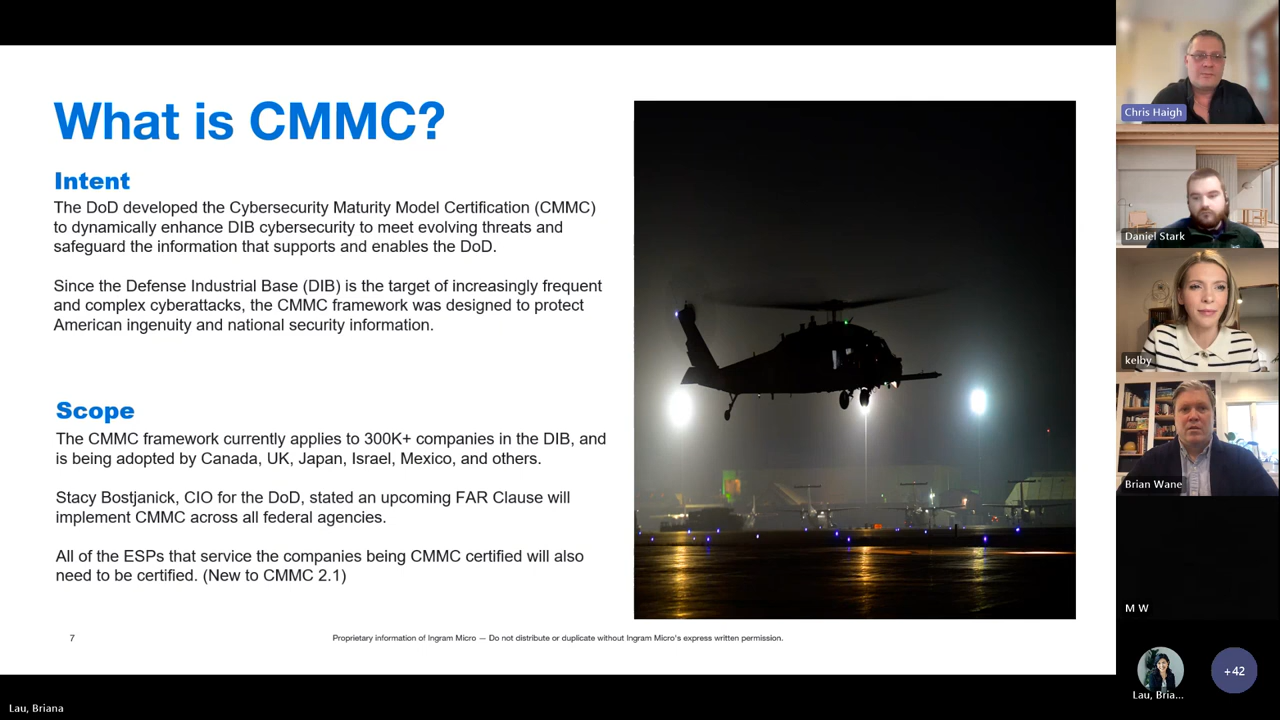 What is CMMC?
Intent
The DoD developed the Cybersecurity Maturity Model Certification (CMMC)
to dynamically enhance DIB cybersecurity to meet evolving threats and
safeguard the information that supports and enables the DoD.
Since the Defense Industrial Base (DIB) is the target of increasingly frequent
and complex cyberattacks, the CMMC framework was designed to protect
American ingenuity and national security information.
Scope
The CMMC framework currently applies to 300K+ companies in the DIB, and
is being adopted by Canada, UK, Japan, Israel, Mexico, and others.
Stacy Bostjanick, CIO for the DoD, stated an upcoming FAR Clause will
implement CMMC across all federal agencies.
All of the ESPs that service the companies being CMMC certified will also
need to be certified. (New to CMMC 2.1)
7
Proprietary information of Ingram Micro — Do not distribute or duplicate without Ingram Micro's express written permission.
Chris Haigh
Daniel Stark
kelby
Brian Wane
M W
Lau, Bria...
+42
Lau, Briana